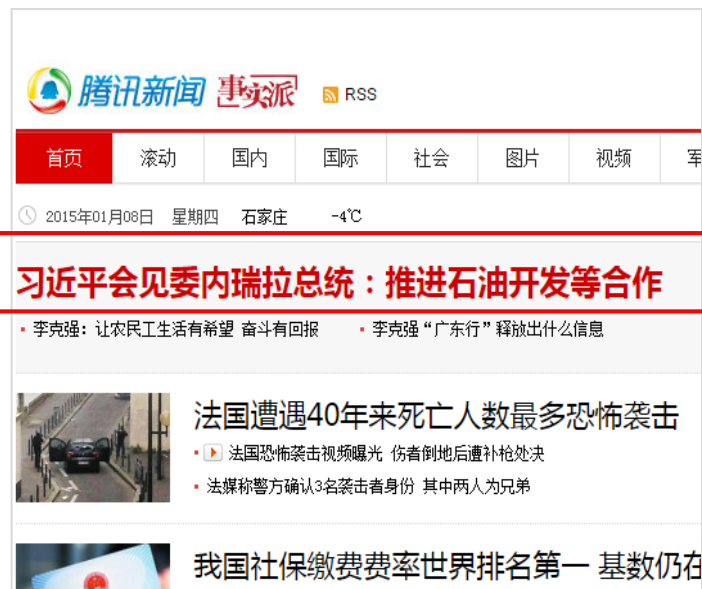 腾讯新闻 事实派 RSS
首页 滚动 国内 国际 社会 图片 视频
2015年01月08日 星期四 石家庄 -4℃
习近平会见委内瑞拉总统：推进石油开发等合作
李克强：让农民工生活有希望 奋斗有回报 李克强“广东行”释放出什么信息
法国遭遇40年来死亡人数最多恐怖袭击
法国恐怖袭击视频曝光 伤者倒地后遭补枪处决
法媒称警方确认3名袭击者身份 其中两人为兄弟
我国社保缴费费率世界排名第一 基数仍在